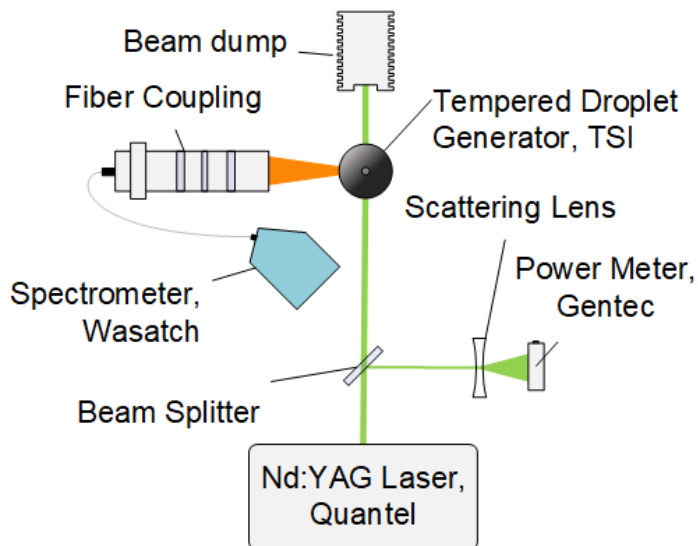 Beam dump
Fiber Coupling
Tempered Droplet
Generator, TSI
Scattering Lens
Power Meter,
Gentec
Spectrometer,
Wasatch
Beam Splitter
Nd:YAG Laser,
Quantel